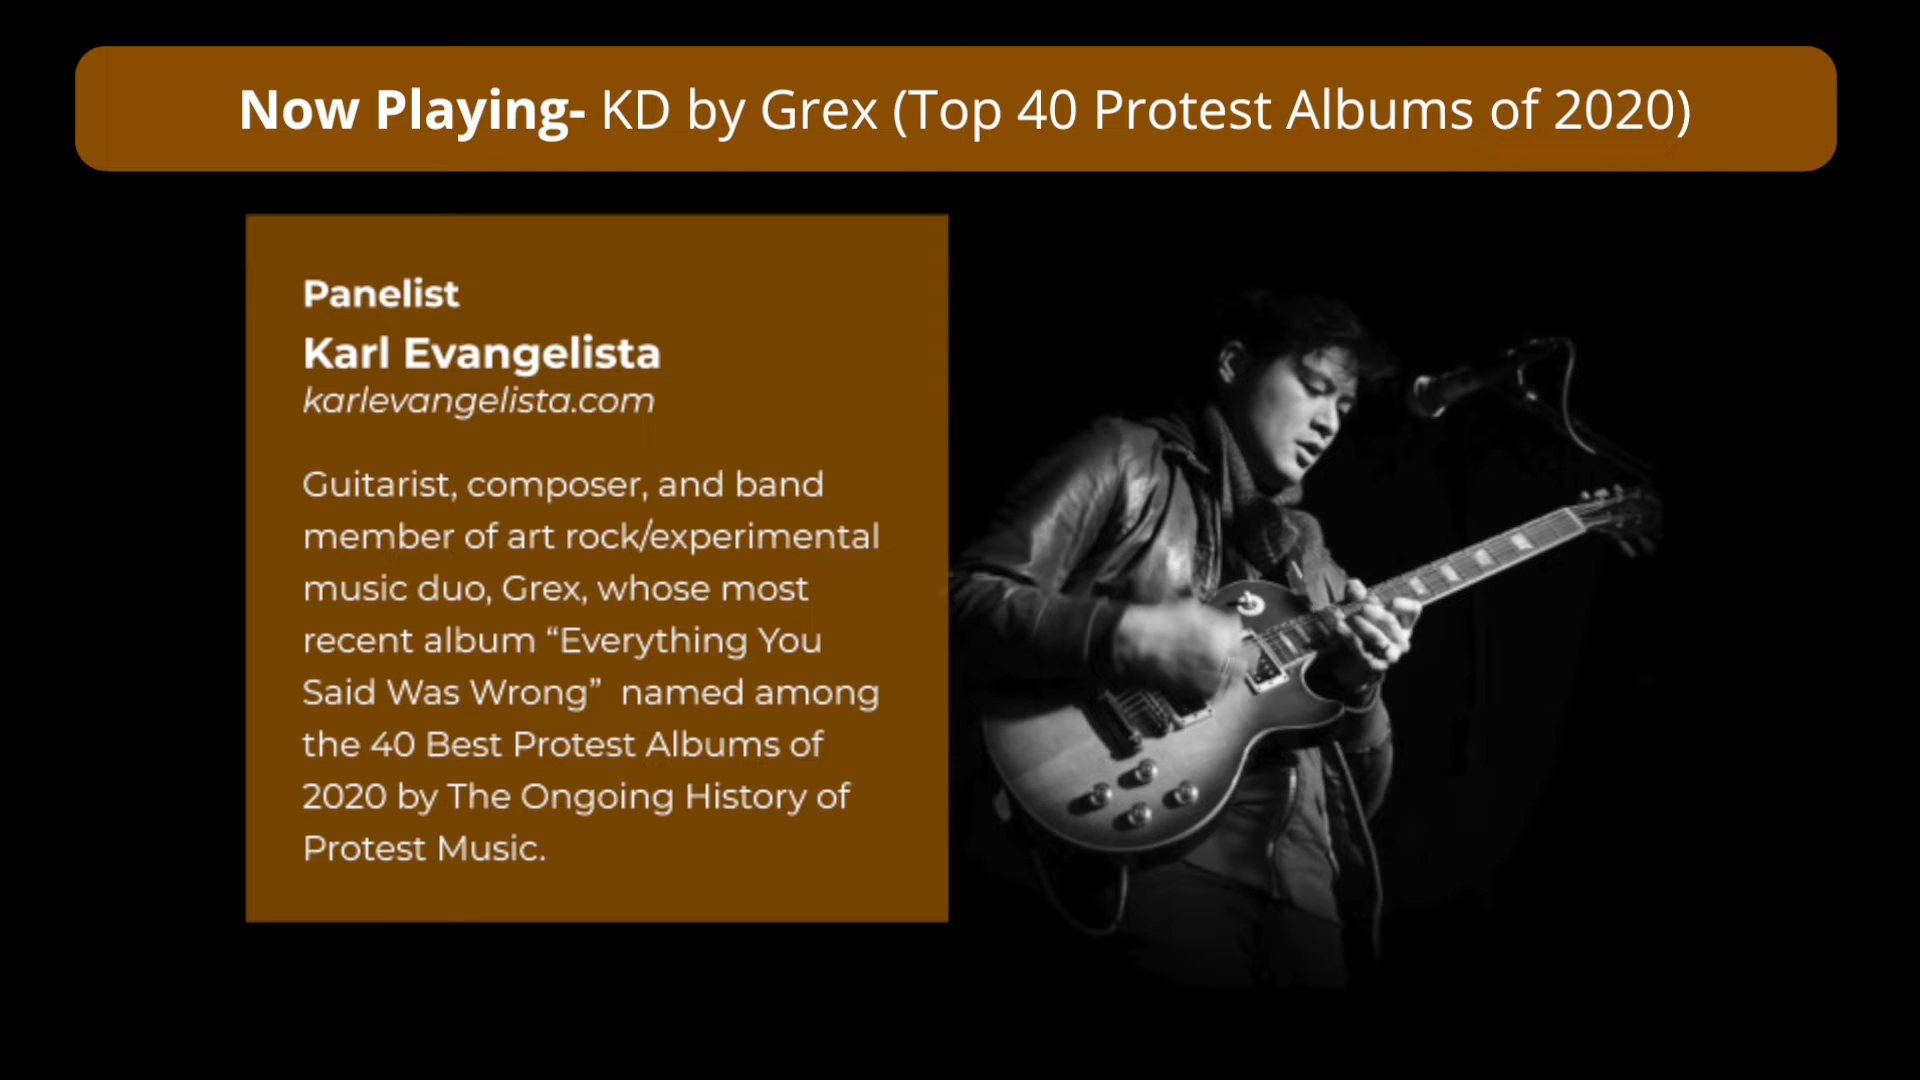 Now Playing- KD by Grex (Top 40 Protest Albums of 2020)
Panelist
Karl Evangelista
karlevangelista.com
Guitarist, composer, and band
member of art rock/experimental
music duo, Grex, whose most
recent album “Everything You
Said Was Wrong”  named among
the 40 Best Protest Albums of
2020 by The Ongoing History of
Protest Music.